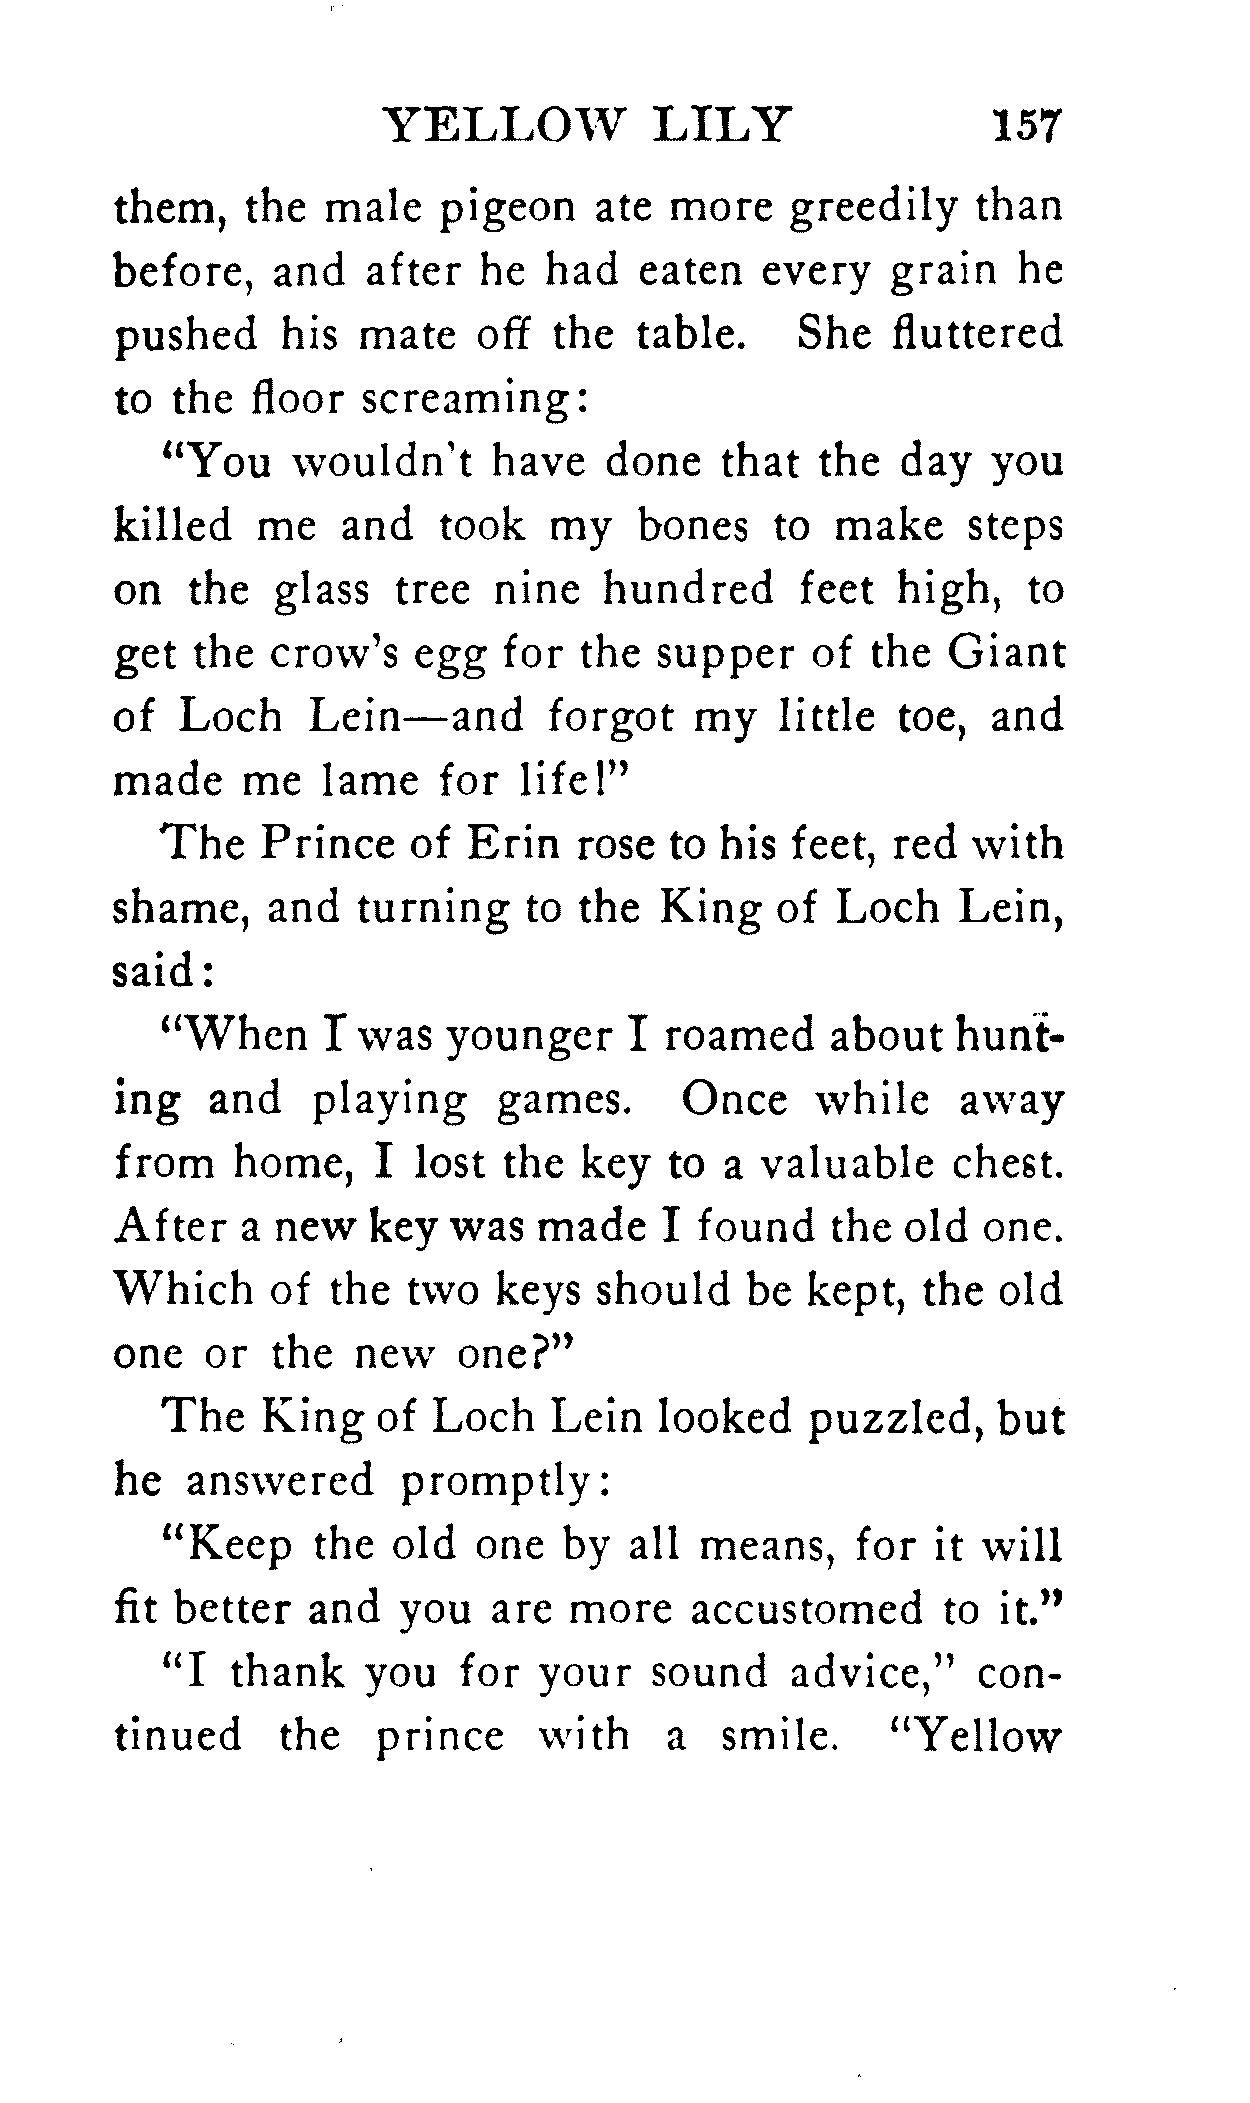 YELLOW LILY 157
them, the male pigeon ate more greedily than
before, and after he had eaten every grain he
pushed his mate off the table. She fluttered
to the floor screaming:
"You wouldn't have done that the day you
killed me and took my bones to make steps
on the glass tree nine hundred feet high, to
get the crow's egg for the supper of the Giant
of Loch Lein—and forgot my little toe, and
made me lame for life!"
The Prince of Erin rose to his feet, red with
shame, and turning to the King of Loch Lein,
said:
"When I was younger I roamed about hunt-
ing and playing games. Once while away
from home, I lost the key to a valuable chest.
After a new key was made I found the old one.
Which of the two keys should be kept, the old
one or the new one?"
The King of Loch Lein looked puzzled, but
he answered promptly:
"Keep the old one by all means, for it will
fit better and you are more accustomed to it."
"I thank you for your sound advice," con-
tinued the prince with a smile. "Yellow